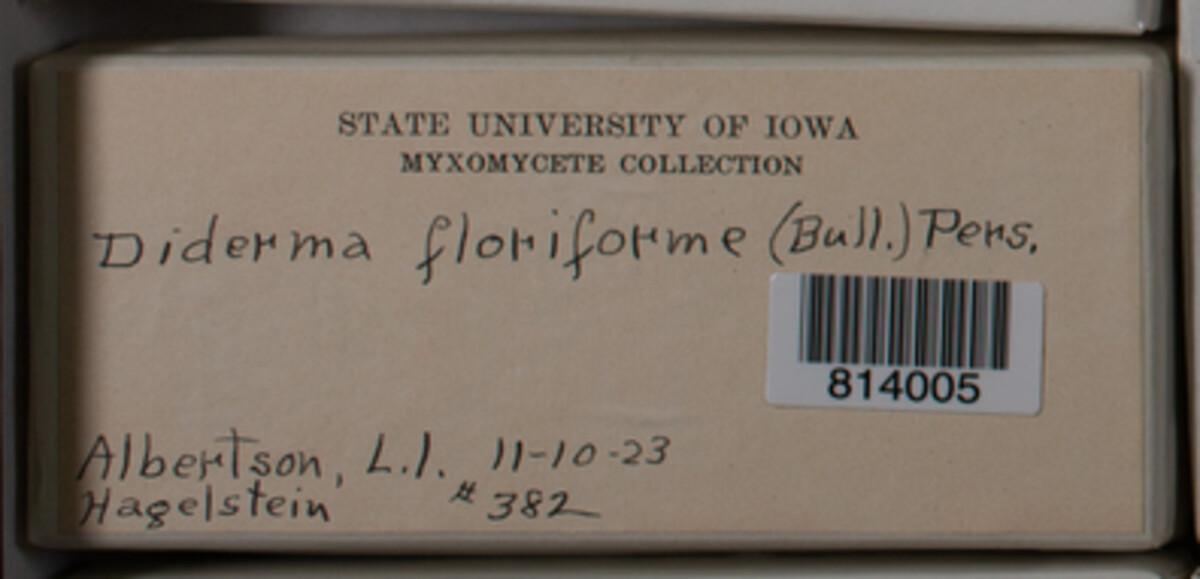 STATE UNIVERSITY OF IOWA
MYXOMYCETE COLLECTION
Diderma floriforme (Bull.) Pers.
814005
Albertson, L.I. 11-10-23
Hagelstein #382